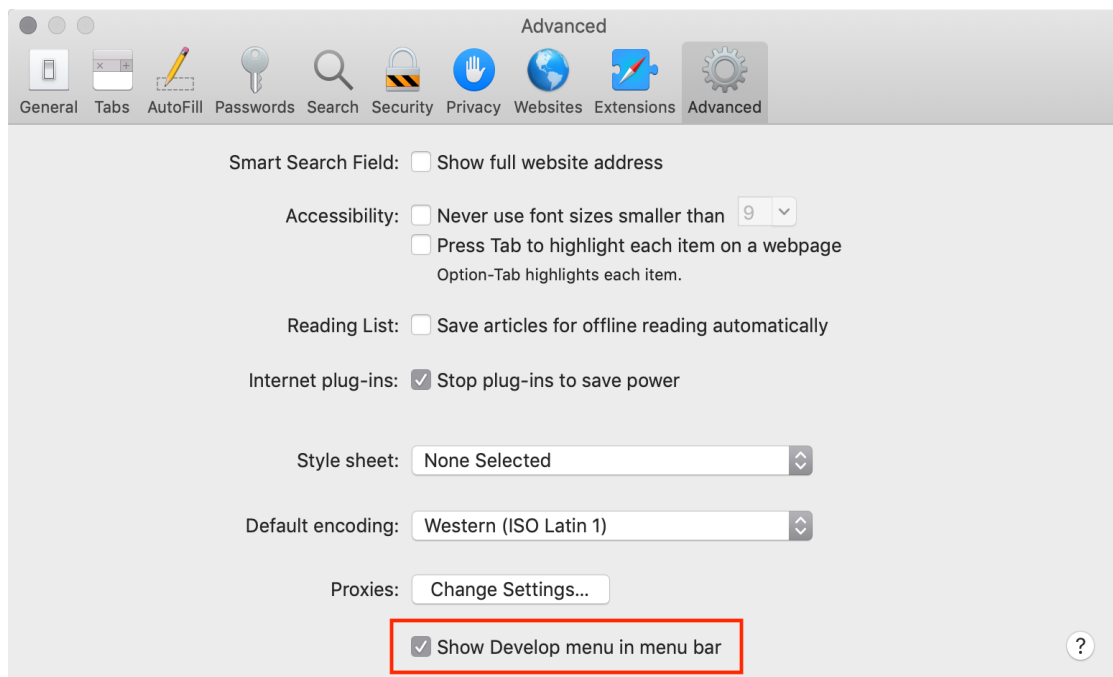 Advanced
General Tabs AutoFill Passwords Search Security Privacy Websites Extensions Advanced
Smart Search Field: Show full website address
Accessibility: Never use font sizes smaller than 9
Press Tab to highlight each item on a webpage
Option-Tab highlights each item.
Reading List: Save articles for offline reading automatically
Internet plug-ins: Stop plug-ins to save power
Style sheet: None Selected
Default encoding: Western (ISO Latin 1)
Proxies: Change Settings...
Show Develop menu in menu bar ?